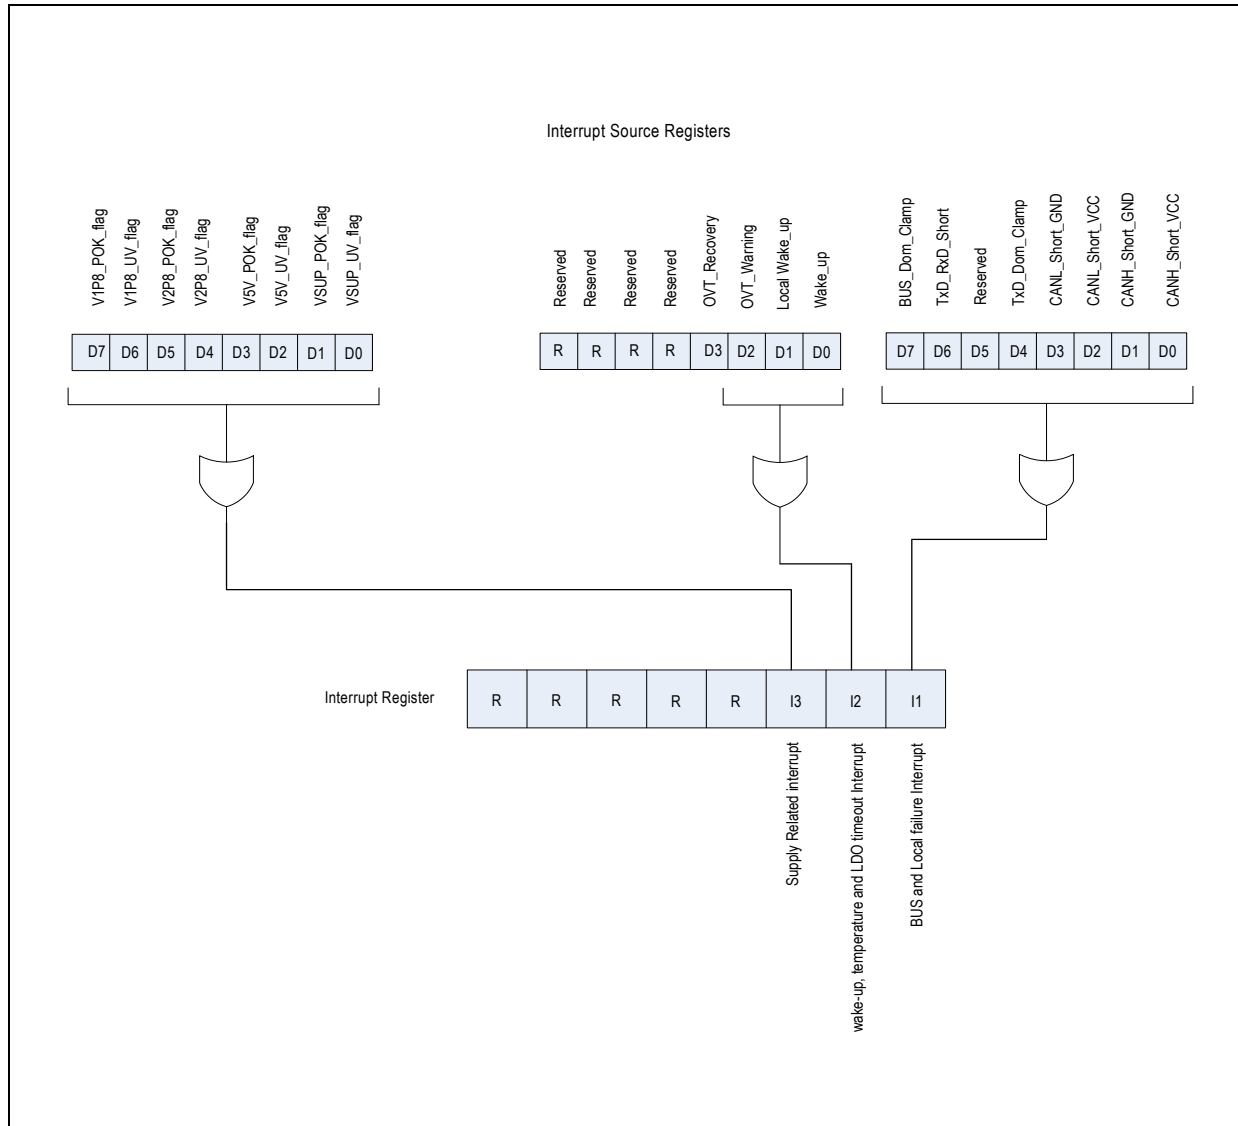 Interrupt Source Registers
V1P8_POK_flag
V1P8_UV_flag
V2P8_POK_flag
V2P8_UV_flag
V5V_POK_flag
V5V_UV_flag
VSUP_POK_flag
VSUP_UV_flag
Reserved
Reserved
Reserved
Reserved
OVT_Recovery
OVT_Warning
Local Wake_up
Wake_up
BUS_Dom_Clamp
TxD_RxD_Short
Reserved
TxD_Dom_Clamp
CANL_Short_GND
CANL_Short_VCC
CANH_Short_GND
CANH_Short_VCC
D7 D6 D5 D4 D3 D2 D1 D0
R R R R D3 D2 D1 D0
D7 D6 D5 D4 D3 D2 D1 D0
Interrupt Register
R R R R R I3 I2 I1
Supply Related interrupt
wake-up, temperature and LDO timeout Interrupt
BUS and Local failure Interrupt